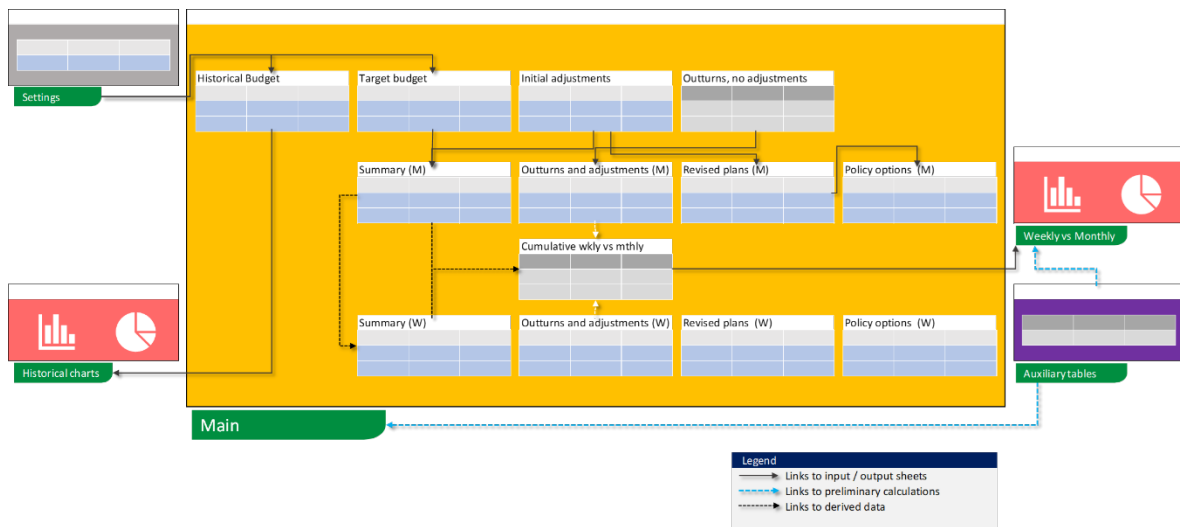 Historical Budget
Target budget
Initial adjustments
Outturns, no adjustments
Settings
Summary (M)
Outturns and adjustments (M)
Revised plans (M)
Policy options (M)
Weekly vs Monthly
Cumulative wkly vs mthly
Summary (W)
Outturns and adjustments (W)
Revised plans (W)
Policy options (W)
Historical charts
Auxiliary tables
Main
Legend
Links to input / output sheets
Links to preliminary calculations
Links to derived data